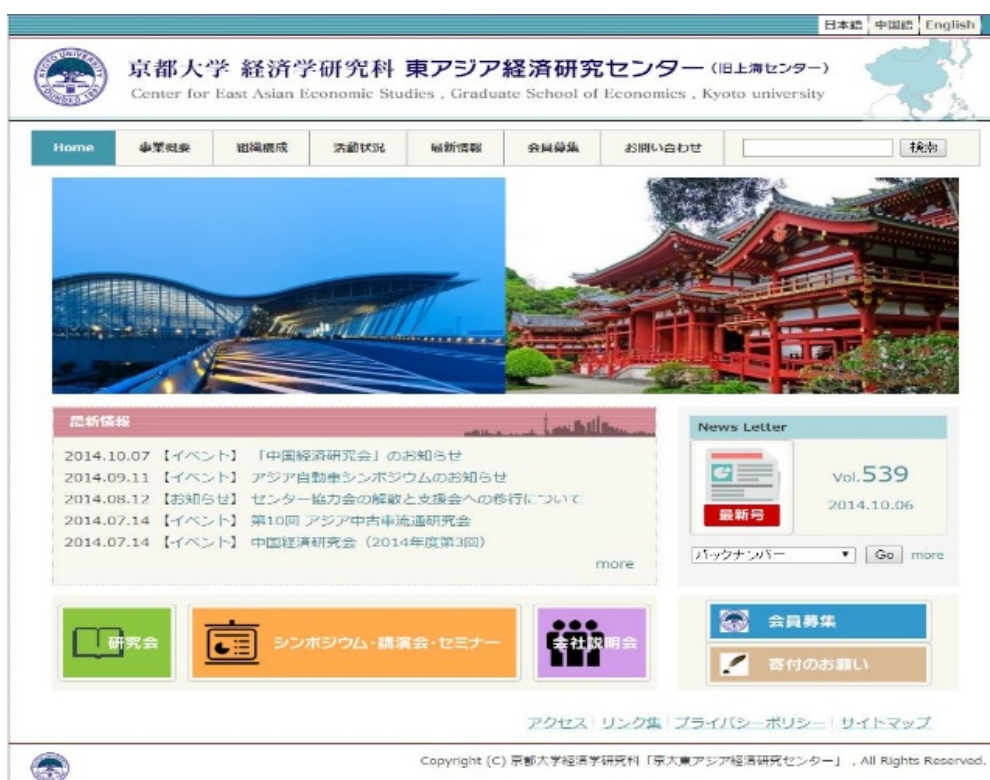 日本語 中国語 English
京都大学 経済学研究科 東アジア経済研究センター (旧上海センター)
Center for East Asian Economic Studies , Graduate School of Economics , Kyoto university
KYOTO UNIVERSITY FOUNDED 1897
Home 事業概要 組織構成 活動状況 最新情報 会員募集 お問い合わせ 検索
最新情報
2014.10.07 【イベント】 「中国経済研究会」のお知らせ
2014.09.11 【イベント】 アジア自動車シンポジウムのお知らせ
2014.08.12 【お知らせ】 センター協力会の解散と支援会への移行について
2014.07.14 【イベント】 第10回 アジア中古車流通研究会
2014.07.14 【イベント】 中国経済研究会（2014年度第3回）
more
News Letter
最新号
Vol.539
2014.10.06
バックナンバー Go more
研究会
シンポジウム・講演会・セミナー
会社説明会
会員募集
寄付のお願い
アクセス リンク集 プライバシーポリシー サイトマップ
Copyright (C) 京都大学経済学研究科「京大東アジア経済研究センター」 , All Rights Reserved.